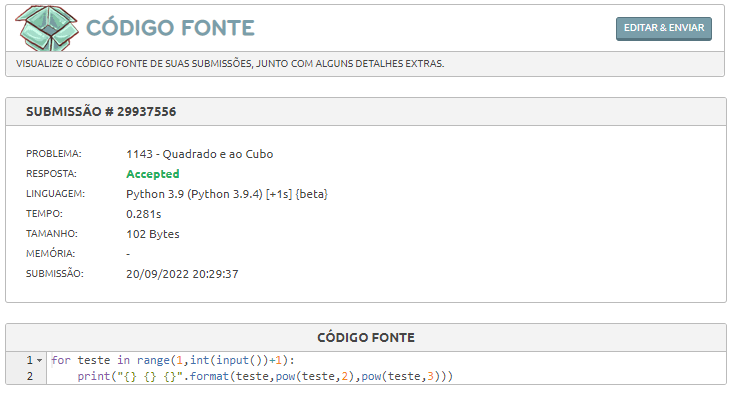 CÓDIGO FONTE
EDITAR & ENVIAR
VISUALIZE O CÓDIGO FONTE DE SUAS SUBMISSÕES, JUNTO COM ALGUNS DETALHES EXTRAS.
SUBMISSÃO # 29937556
PROBLEMA: 1143 - Quadrado e ao Cubo
RESPOSTA: Accepted
LINGUAGEM: Python 3.9 (Python 3.9.4) [+1s] {beta}
TEMPO: 0.281s
TAMANHO: 102 Bytes
MEMÓRIA: -
SUBMISSÃO: 20/09/2022 20:29:37
CÓDIGO FONTE
1 for teste in range(1,int(input())+1):
2     print("{} {} {}".format(teste,pow(teste,2),pow(teste,3)))